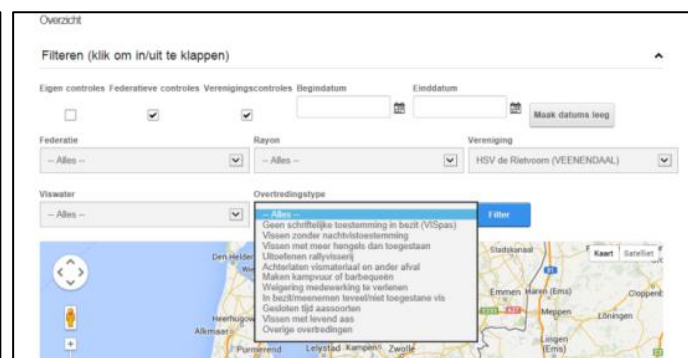 Overzicht
Filteren (klik om in/uit te klappen)
Eigen controles Federatieve controles Verenigingscontroles Begindatum Einddatum
Maak datums leeg
Federatie Rayon Vereniging
-- Alles -- -- Alles -- HSV de Rietvoorn (VEENENDAAL)
Viswater Overtredingstype
-- Alles -- -- Alles -- Filter
Geen schriftelijke toestemming in bezit (VISpas)
Vissen zonder nachtvistoestemming
Vissen met meer hengels dan toegestaan
Uitoefenen rallyvisserij
Achterlaten vismateriaal en ander afval
Maken kampvuur of barbequeën
Weigering medewerking te verlenen
In bezit/meenemen teveel/niet toegestane vis
Gesloten tijd aassoorten
Vissen met levend aas
Overige overtredingen
Den Helder Stadskanaal Kaart Satelliet
Emmen Haren (Ems) Cloppenb
Heerhugow Meppen Löningen
Alkmaar Lingen (Ems)
Purmerend Lelystad Kampen Zwolle